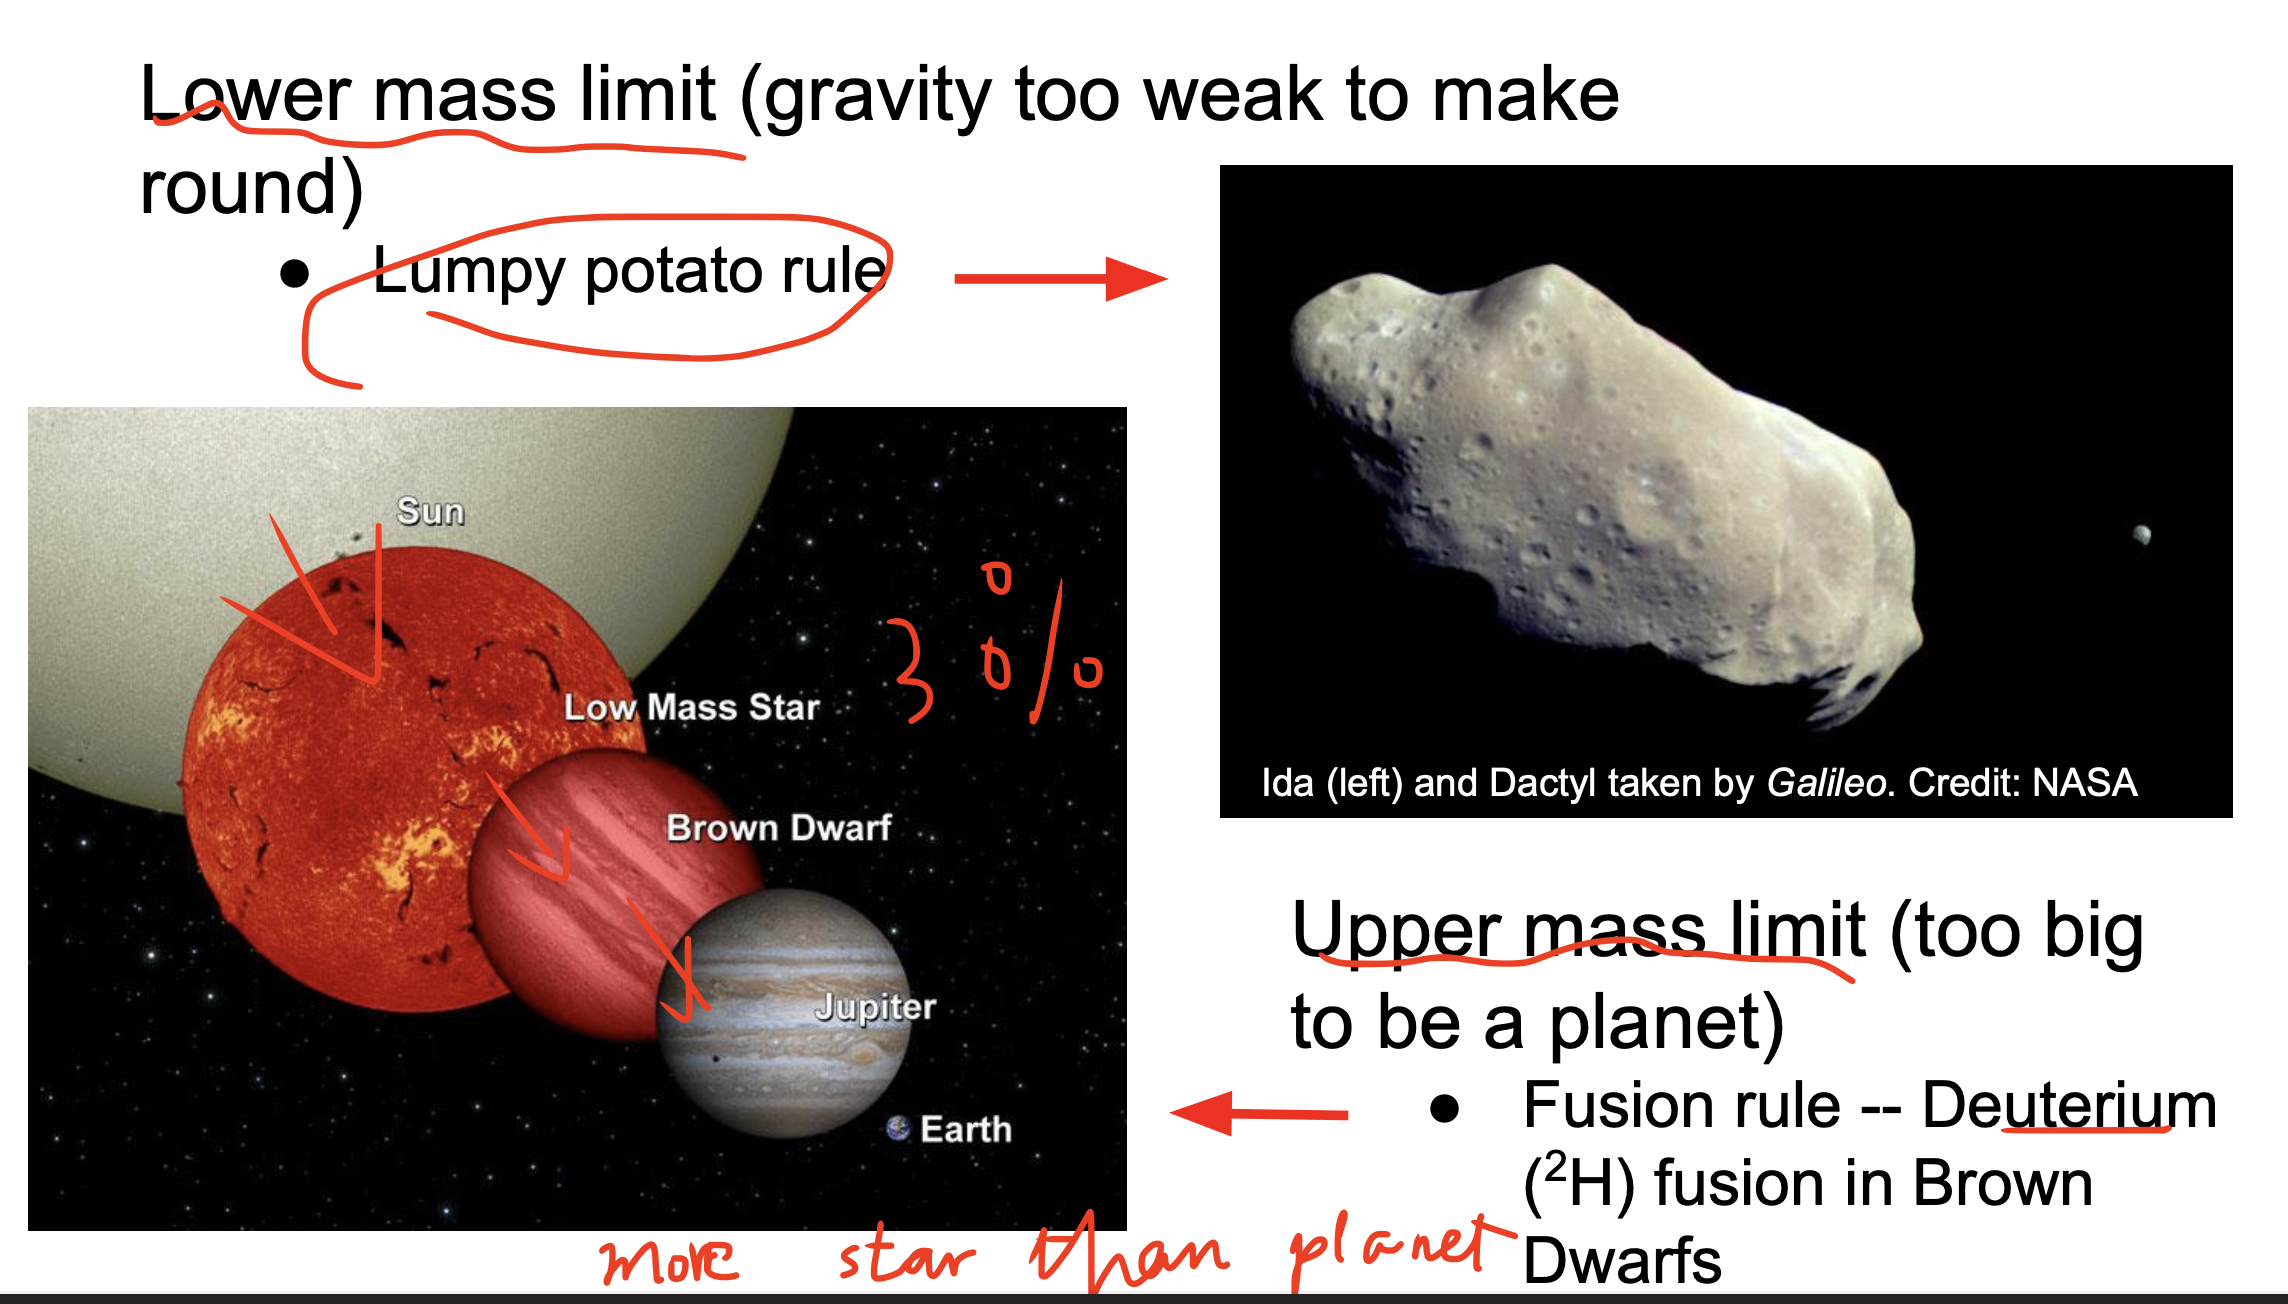 Lower mass limit (gravity too weak to make
round)
● Lumpy potato rule
Sun
Low Mass Star
Brown Dwarf
Jupiter
Earth
30%
Ida (left) and Dactyl taken by Galileo. Credit: NASA
Upper mass limit (too big
to be a planet)
● Fusion rule -- Deuterium
(²H) fusion in Brown
Dwarfs
more star than planet